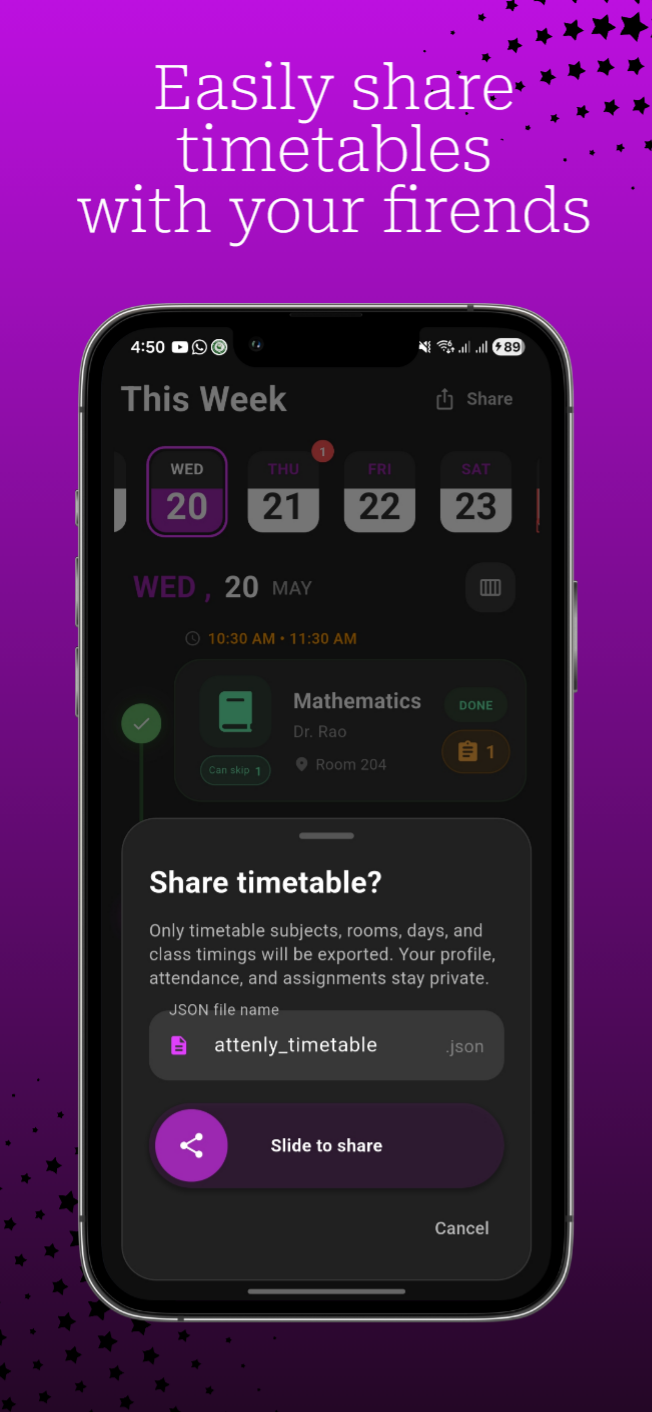 Easily share
timetables
with your firends
4:50
89
This Week
Share
1
WED
THU
FRI
SAT
20
21
22
23
WED , 20 MAY
10:30 AM • 11:30 AM
Mathematics
DONE
Dr. Rao
1
Can skip 1
Room 204
Share timetable?
Only timetable subjects, rooms, days, and
class timings will be exported. Your profile,
attendance, and assignments stay private.
JSON file name
attenly_timetable
.json
Slide to share
Cancel